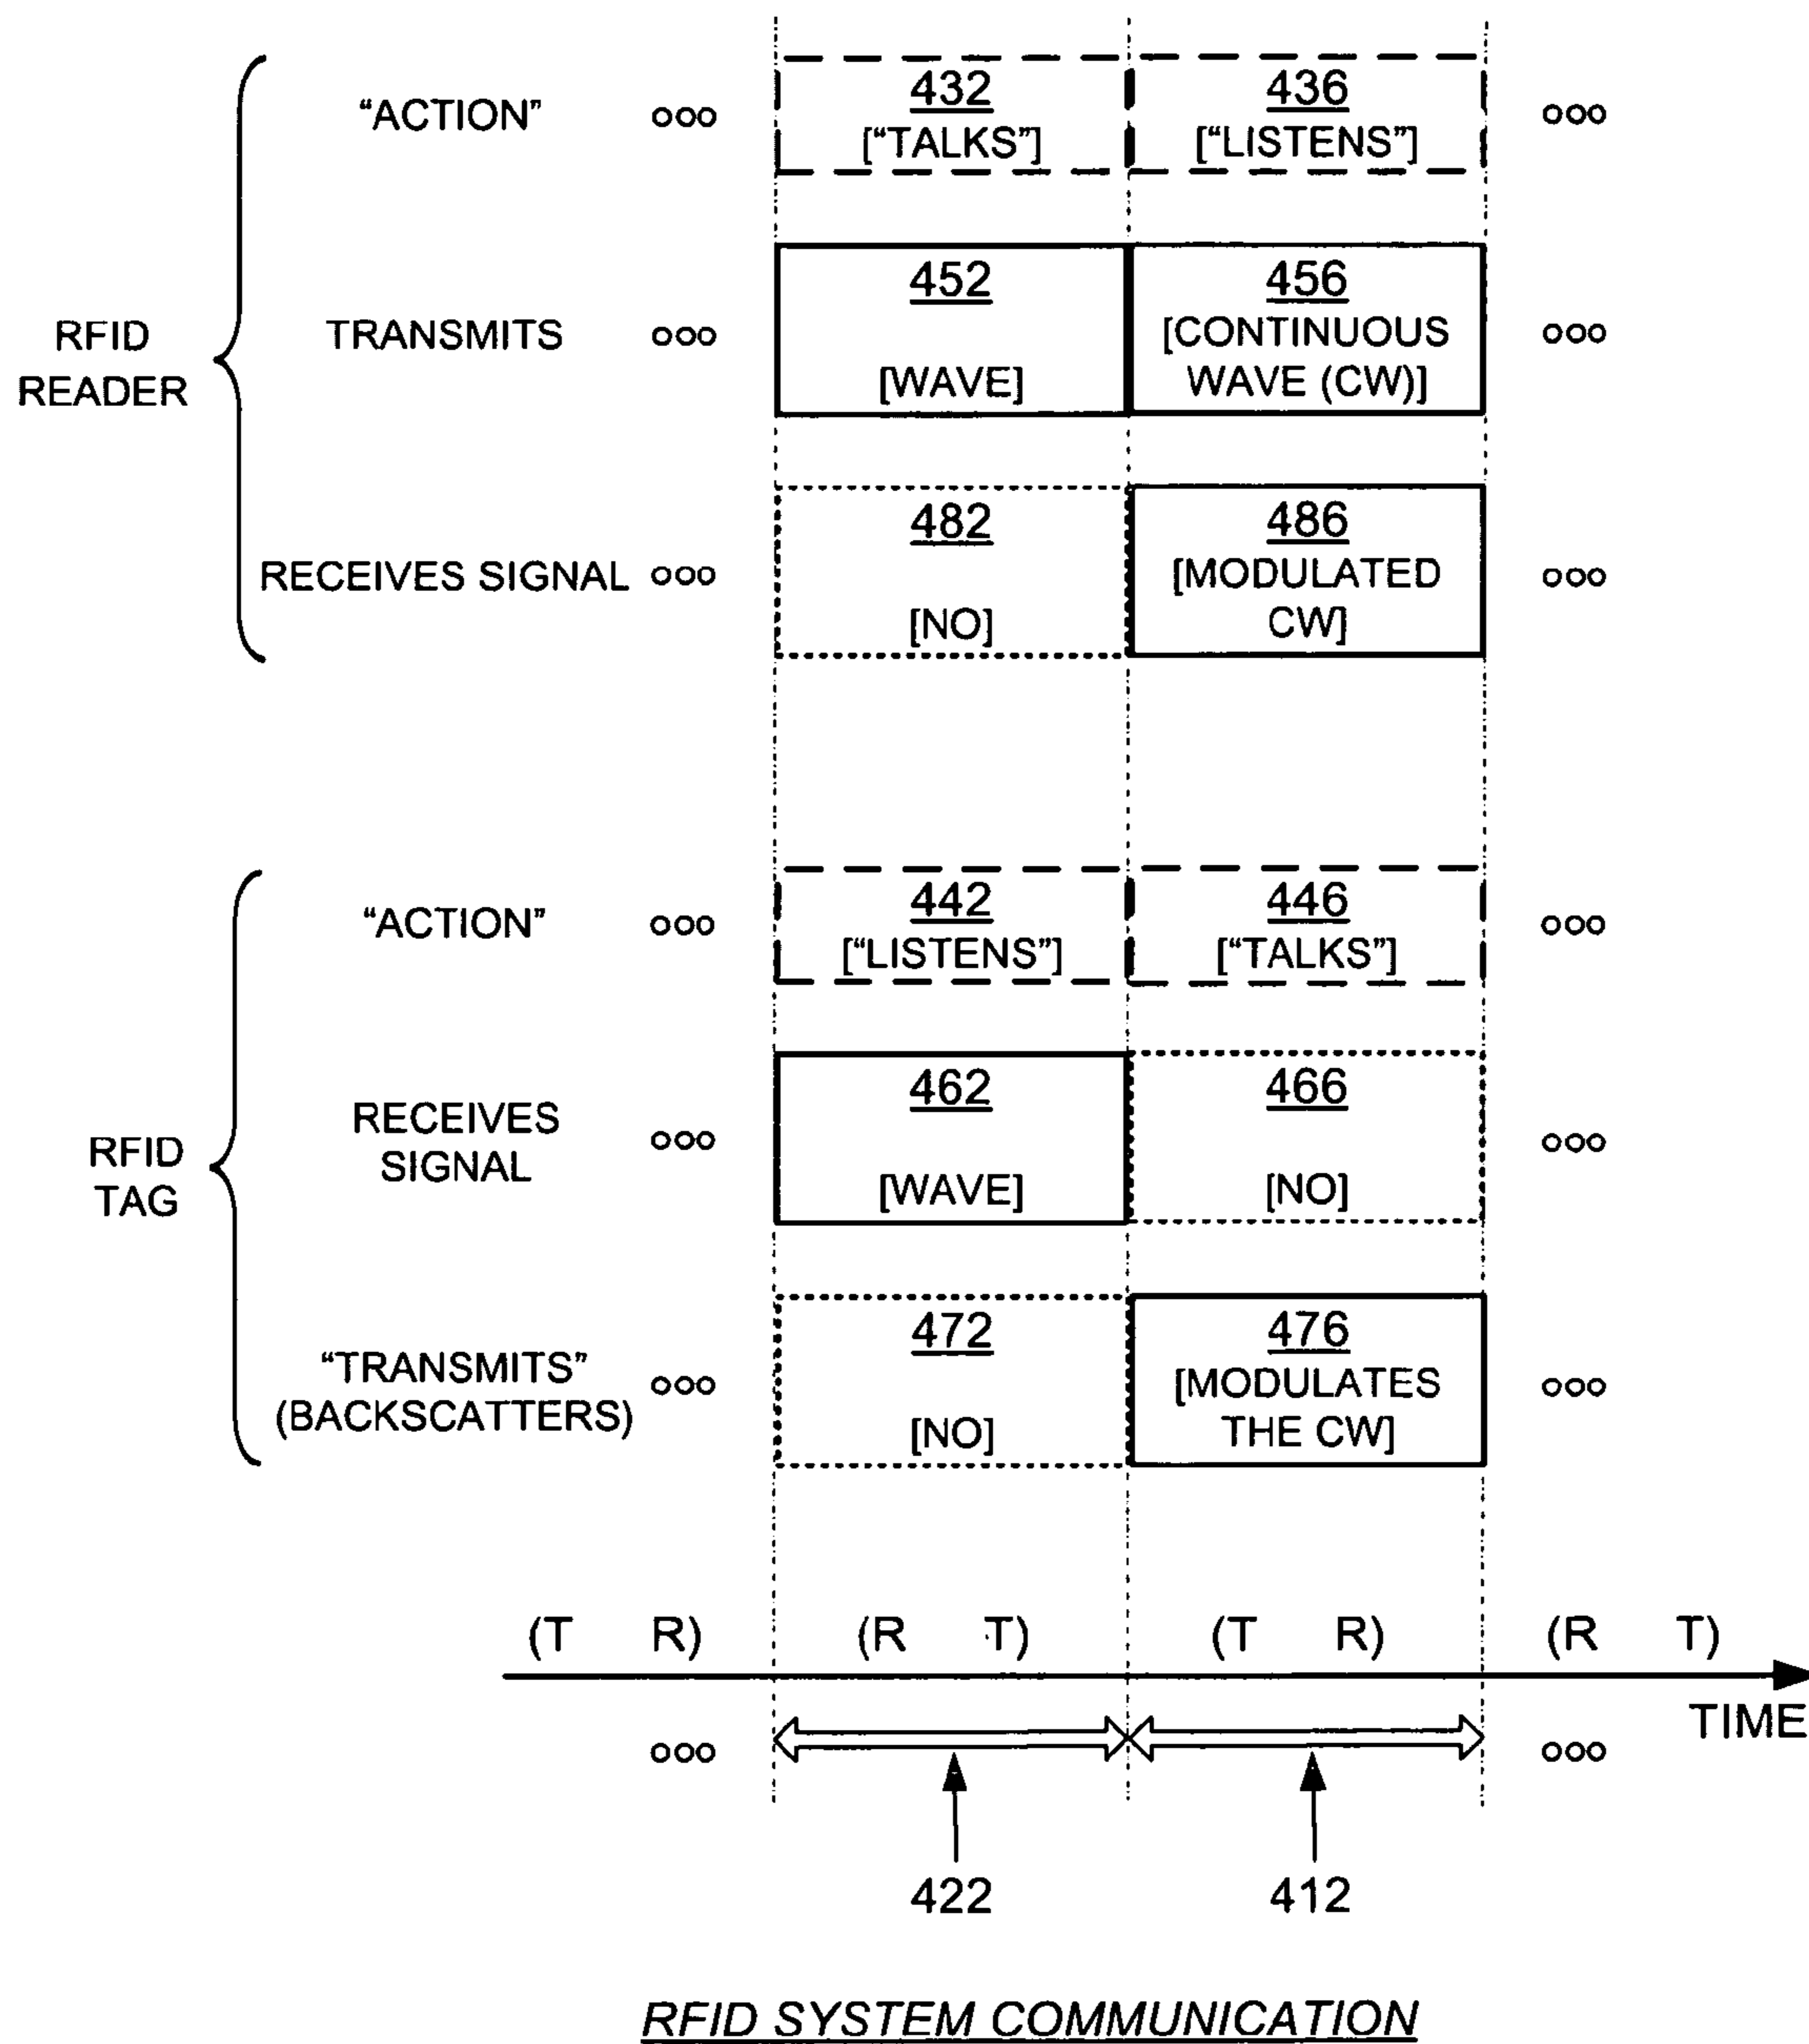 "ACTION" ooo 432 436 ooo
["TALKS"] ["LISTENS"]
452 456
RFID READER TRANSMITS ooo [CONTINUOUS ooo
[WAVE] WAVE (CW)]
482 486
RECEIVES SIGNAL ooo [MODULATED ooo
[NO] CW]
"ACTION" ooo 442 446 ooo
["LISTENS"] ["TALKS"]
462 466
RFID TAG RECEIVES SIGNAL ooo ooo
[WAVE] [NO]
472 476
"TRANSMITS" ooo [MODULATES ooo
(BACKSCATTERS) [NO] THE CW]
(T R) (R T) (T R) (R T)
TIME
ooo ooo
422 412
RFID SYSTEM COMMUNICATION